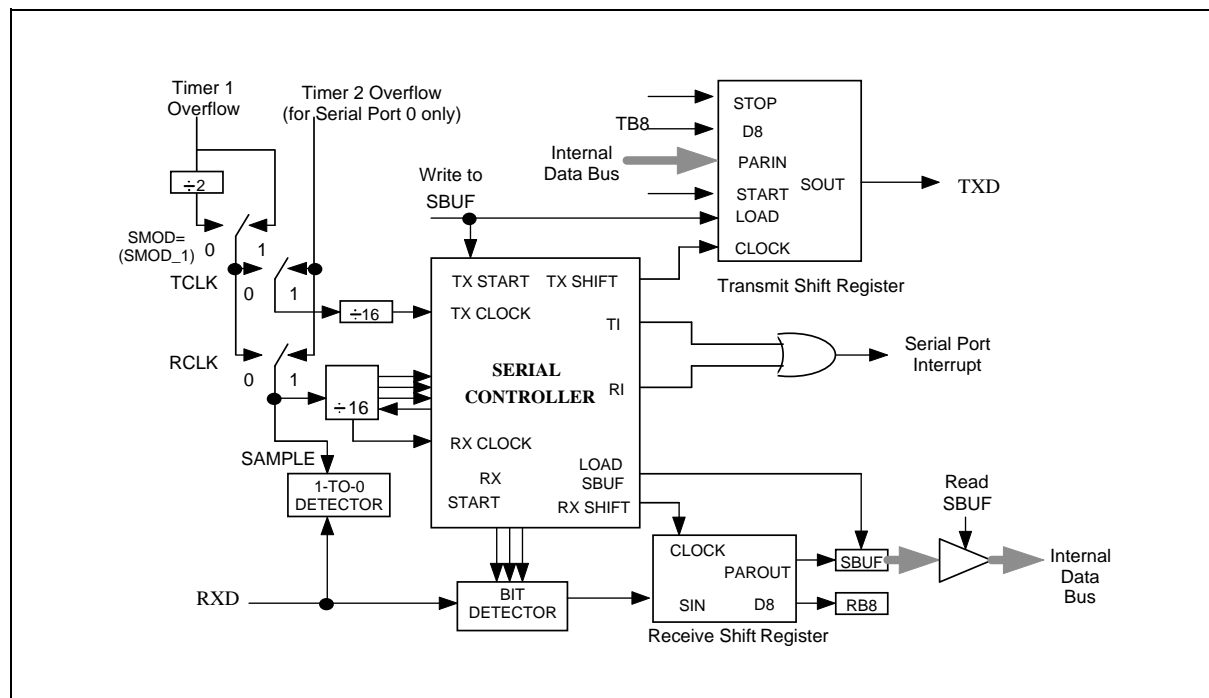 Timer 1
Overflow
Timer 2 Overflow
(for Serial Port 0 only)
÷2
SMOD=
(SMOD_1)
0
1
TCLK
0
1
RCLK
0
1
÷16
÷16
SAMPLE
1-TO-0
DETECTOR
RXD
Write to
SBUF
TX START
TX SHIFT
TX CLOCK
TI
SERIAL
CONTROLLER
RI
RX CLOCK
LOAD
SBUF
RX
START
RX SHIFT
BIT
DETECTOR
TB8
Internal
Data Bus
STOP
D8
PARIN
SOUT
START
LOAD
CLOCK
TXD
Transmit Shift Register
Serial Port
Interrupt
CLOCK
PAROUT
SIN
D8
Receive Shift Register
SBUF
RB8
Read
SBUF
Internal
Data
Bus